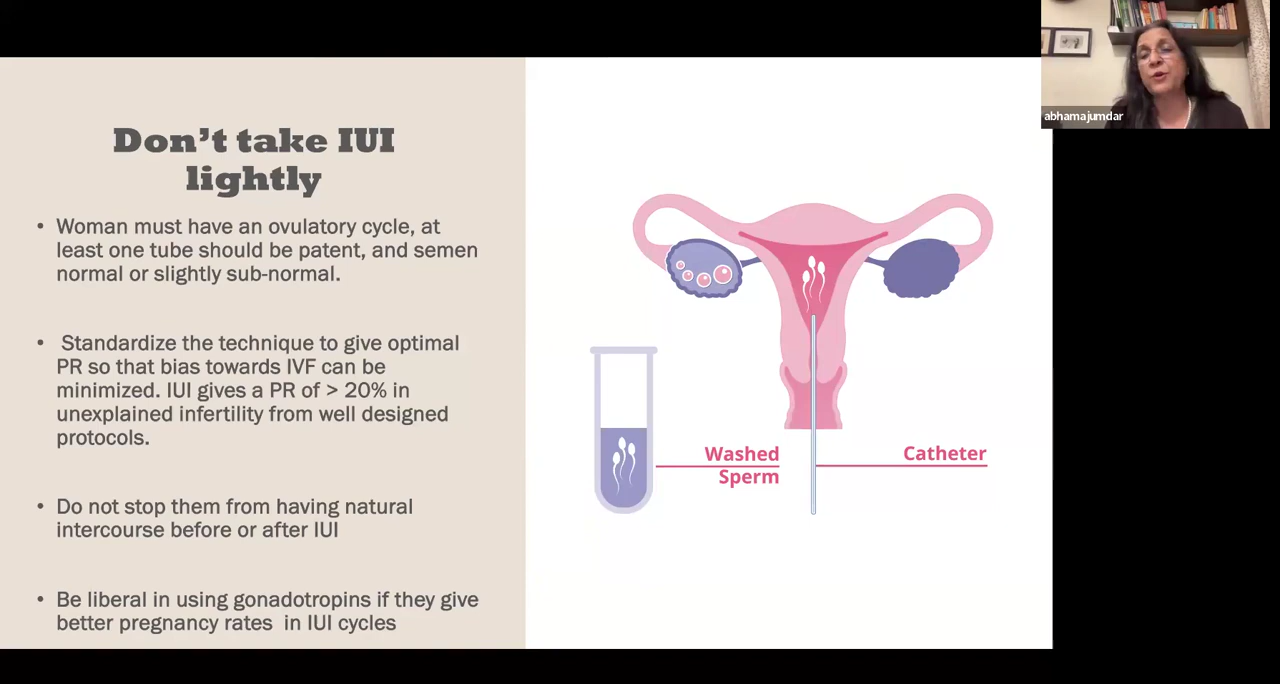 abhamajumdar
Don't take IUI
lightly
• Woman must have an ovulatory cycle, at
least one tube should be patent, and semen
normal or slightly sub-normal.
• Standardize the technique to give optimal
PR so that bias towards IVF can be
minimized. IUI gives a PR of > 20% in
unexplained infertility from well designed
protocols.
• Do not stop them from having natural
intercourse before or after IUI
• Be liberal in using gonadotropins if they give
better pregnancy rates in IUI cycles
Washed
Sperm
Catheter